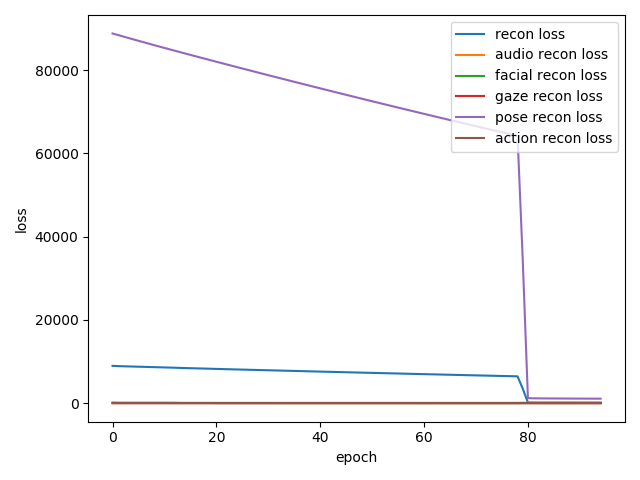 recon loss
audio recon loss
facial recon loss
gaze recon loss
pose recon loss
action recon loss
80000
60000
40000
20000
0
loss
0 20 40 60 80
epoch